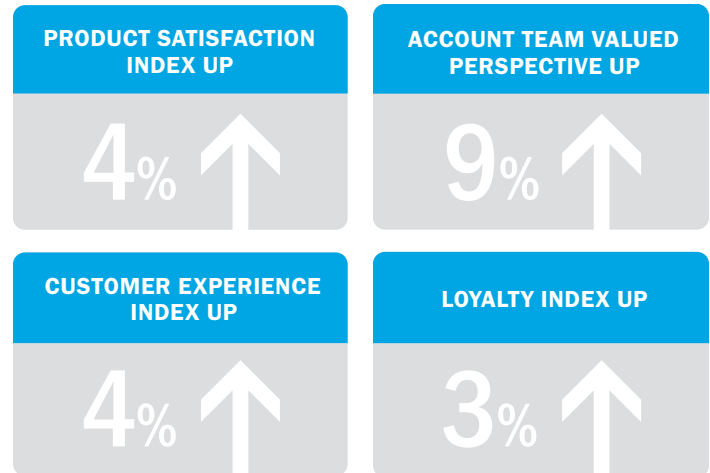 PRODUCT SATISFACTION
INDEX UP
4%
ACCOUNT TEAM VALUED
PERSPECTIVE UP
9%
CUSTOMER EXPERIENCE
INDEX UP
4%
LOYALTY INDEX UP
3%